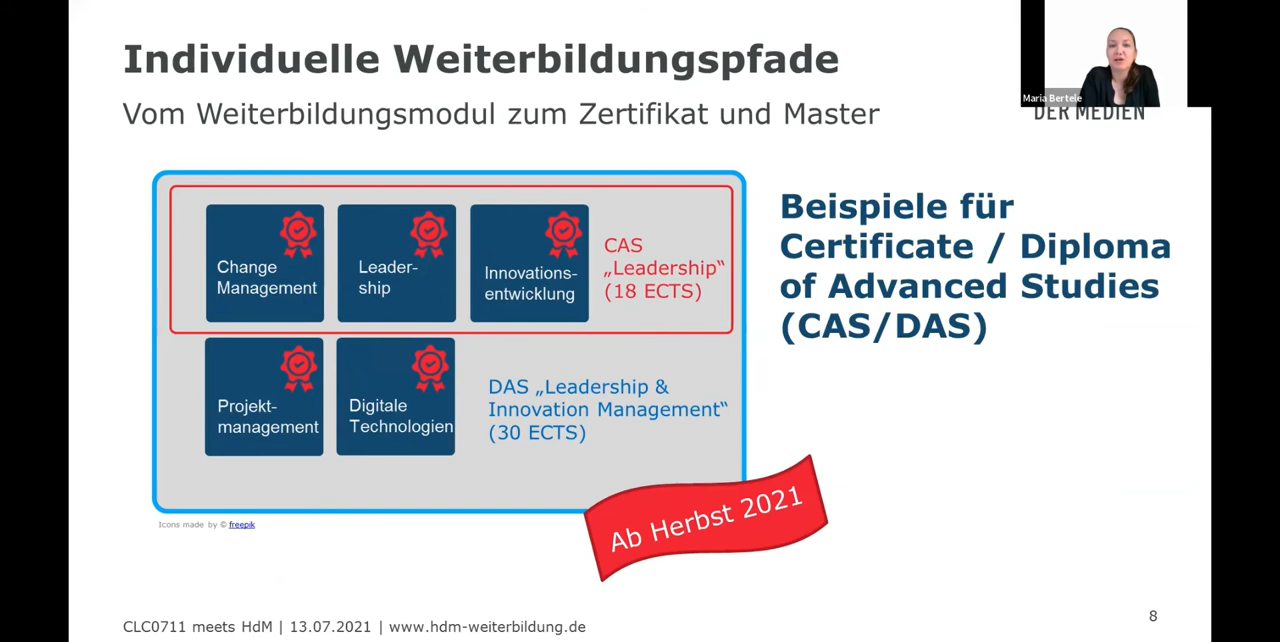 Individuelle Weiterbildungspfade
Vom Weiterbildungsmodul zum Zertifikat und Master
Maria Bertele
DER MEDIEN
Change
Management
Leader-
ship
Innovations-
entwicklung
CAS
„Leadership“
(18 ECTS)
Projekt-
management
Digitale
Technologien
DAS „Leadership &
Innovation Management“
(30 ECTS)
Beispiele für
Certificate / Diploma
of Advanced Studies
(CAS/DAS)
Ab Herbst 2021
Icons made by © freepik
CLC0711 meets HdM | 13.07.2021 | www.hdm-weiterbildung.de
8